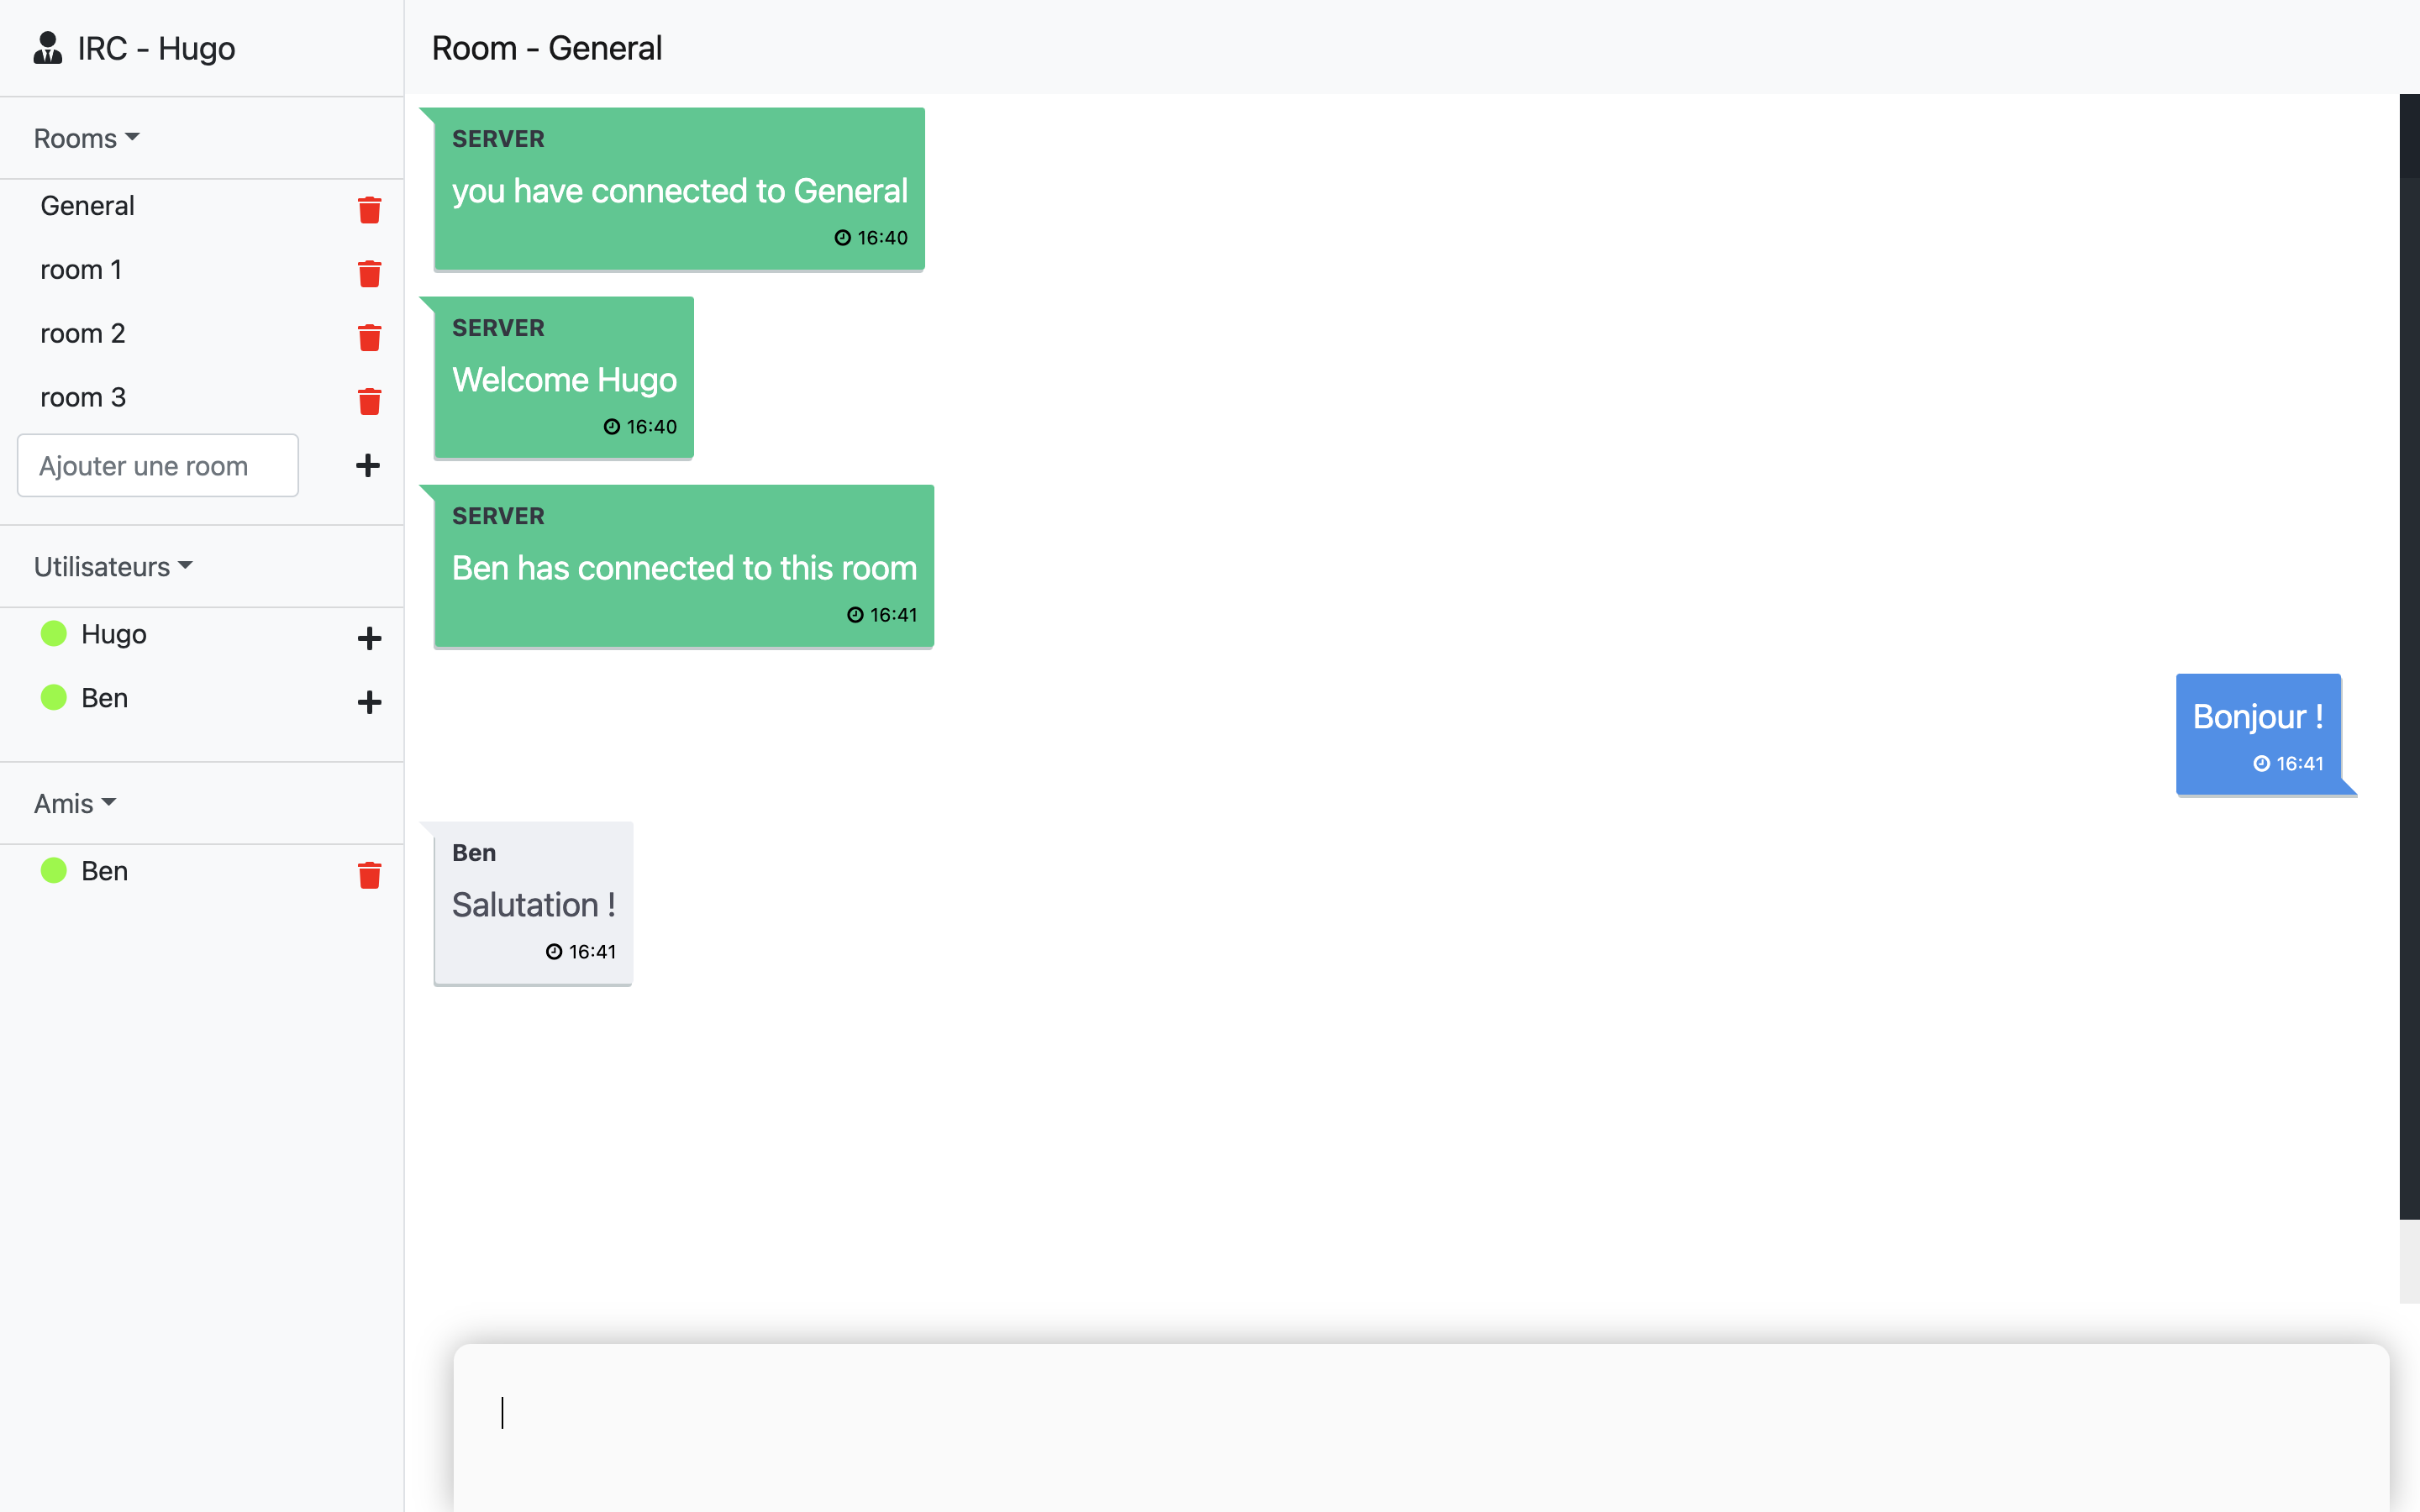 IRC - Hugo
Rooms
General
room 1
room 2
room 3
Ajouter une room
Utilisateurs
Hugo
Ben
Amis
Ben
Room - General
SERVER
you have connected to General
16:40
SERVER
Welcome Hugo
16:40
SERVER
Ben has connected to this room
16:41
Bonjour !
16:41
Ben
Salutation !
16:41